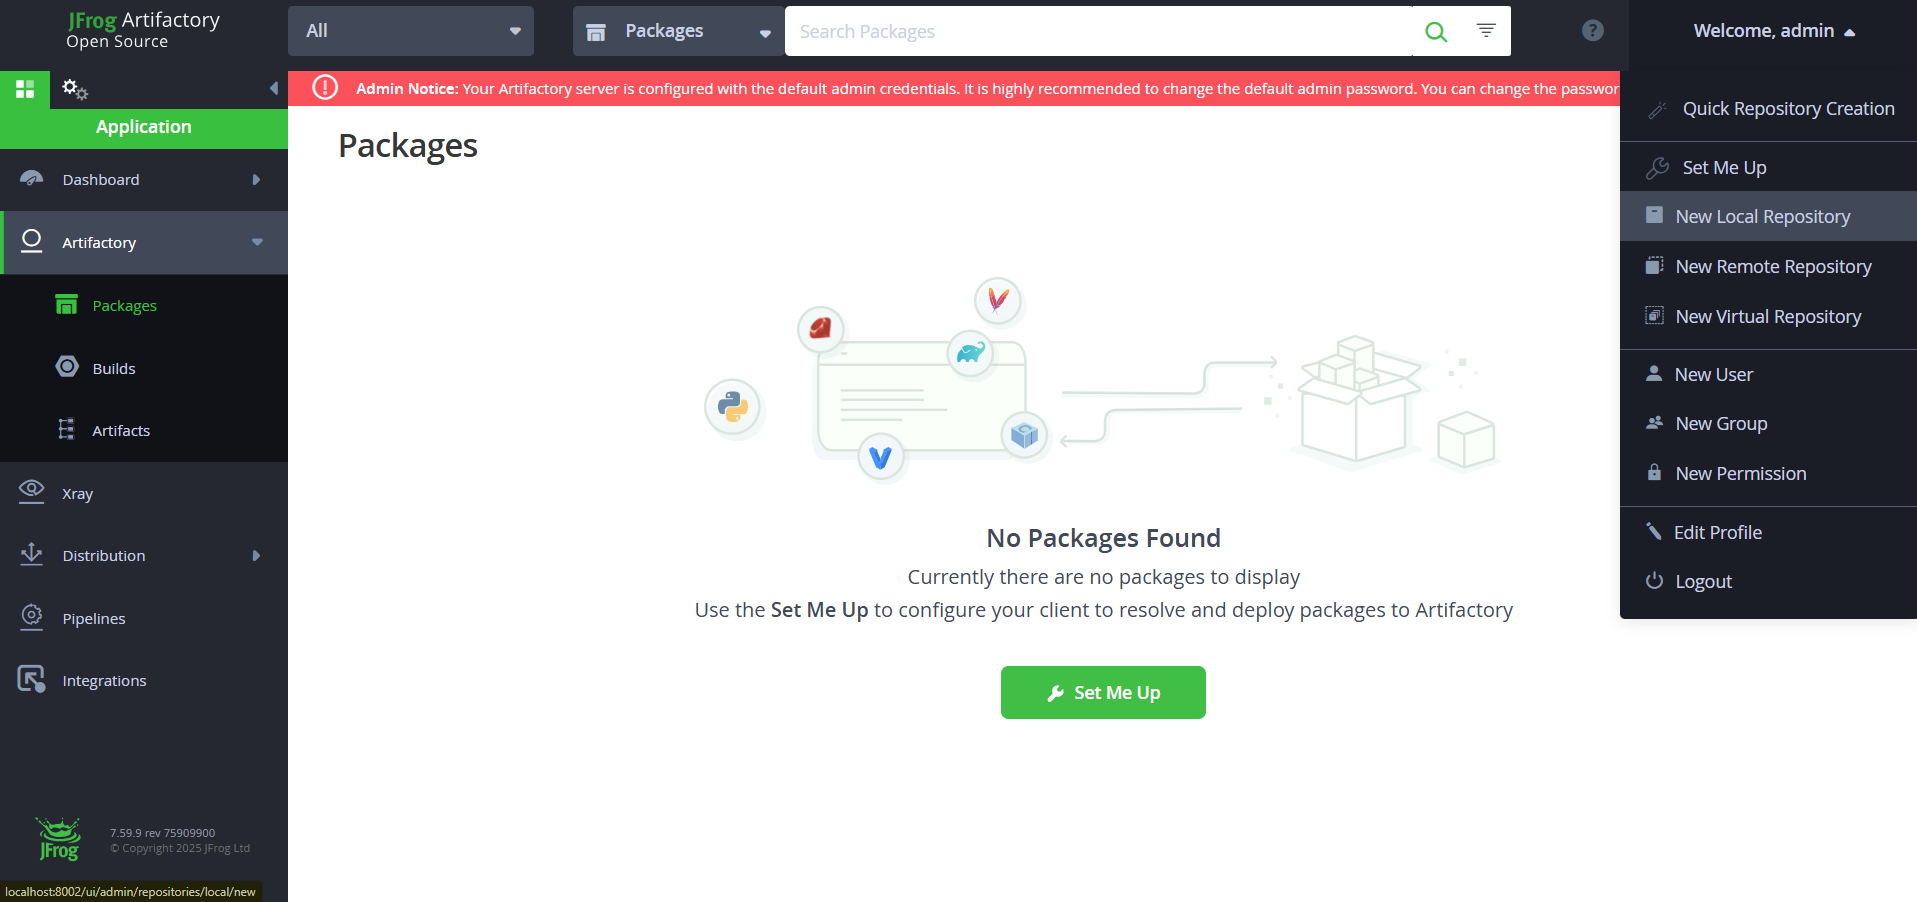 JFrog Artifactory
Open Source
All
Packages
Search Packages
?
Welcome, admin
Admin Notice: Your Artifactory server is configured with the default admin credentials. It is highly recommended to change the default admin password. You can change the passwor
Application
Dashboard
Artifactory
Packages
Builds
Artifacts
Xray
Distribution
Pipelines
Integrations
JFrog
7.59.9 rev 75909900
© Copyright 2025 JFrog Ltd
localhost:8002/ui/admin/repositories/local/new
Packages
No Packages Found
Currently there are no packages to display
Use the Set Me Up to configure your client to resolve and deploy packages to Artifactory
Set Me Up
Quick Repository Creation
Set Me Up
New Local Repository
New Remote Repository
New Virtual Repository
New User
New Group
New Permission
Edit Profile
Logout